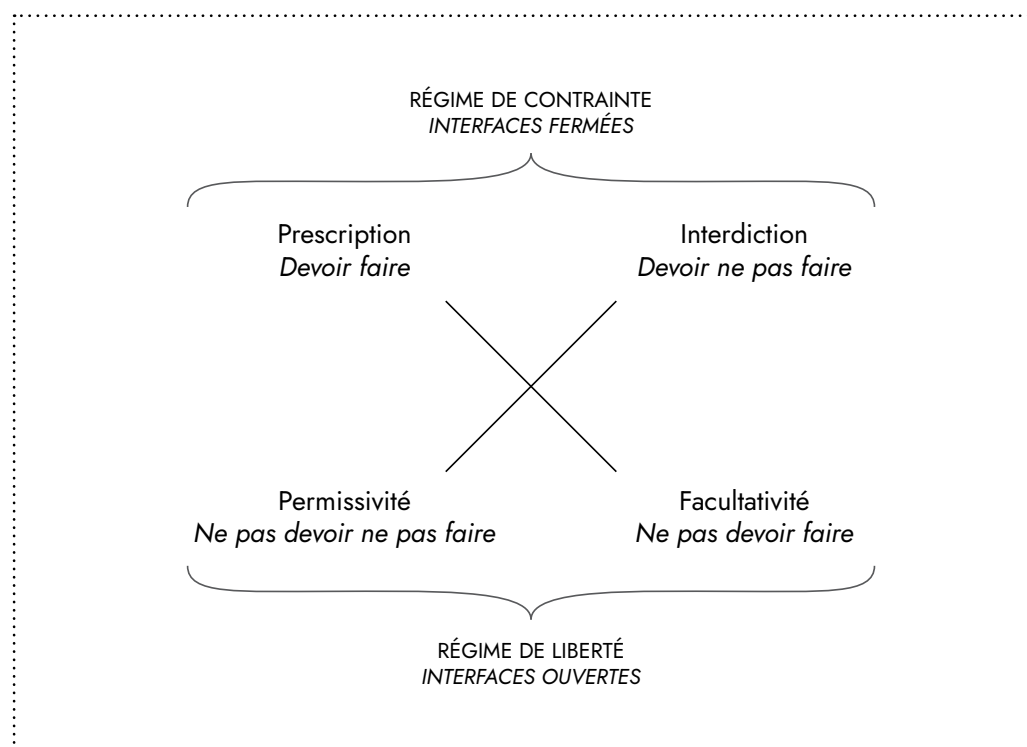 RÉGIME DE CONTRAINTE
INTERFACES FERMÉES
Prescription
Devoir faire
Interdiction
Devoir ne pas faire
Permissivité
Ne pas devoir ne pas faire
Facultativité
Ne pas devoir faire
RÉGIME DE LIBERTÉ
INTERFACES OUVERTES